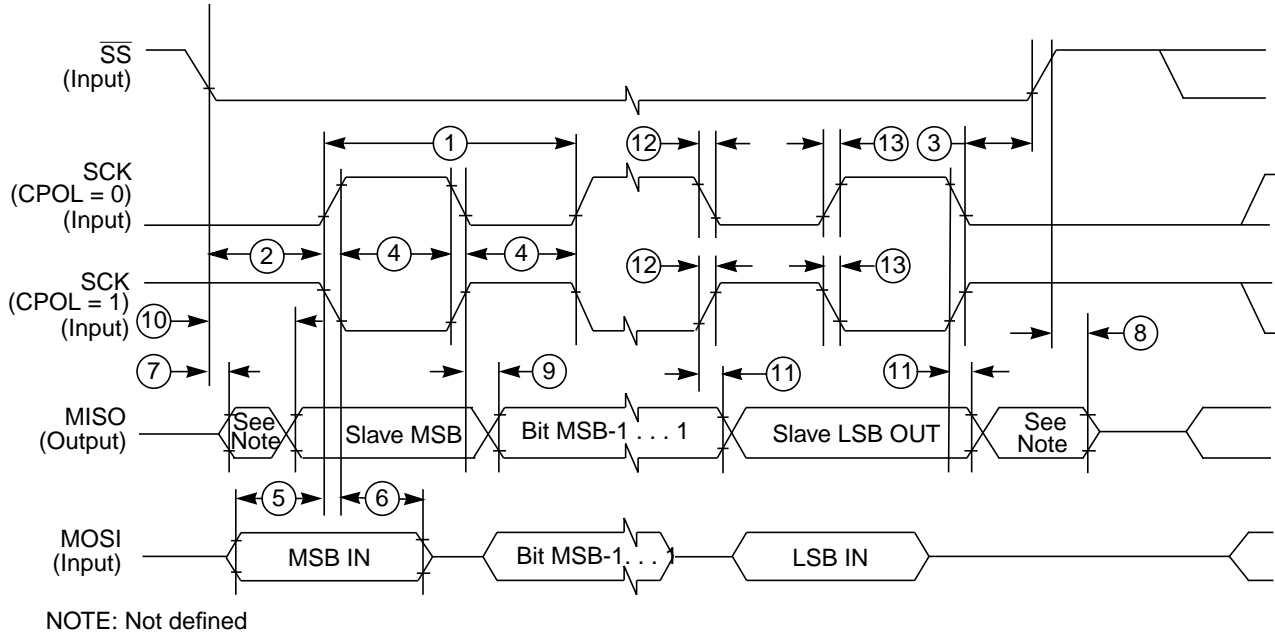 SS
(Input)
1
12
13
3
SCK
(CPOL = 0)
(Input)
2
4
4
12
13
SCK
(CPOL = 1)
(Input)
10
8
7
9
11
11
MISO
(Output)
See
Note
Slave MSB
Bit MSB-1 . . . 1
Slave LSB OUT
See
Note
5
6
MOSI
(Input)
MSB IN
Bit MSB-1. . . 1
LSB IN
NOTE: Not defined